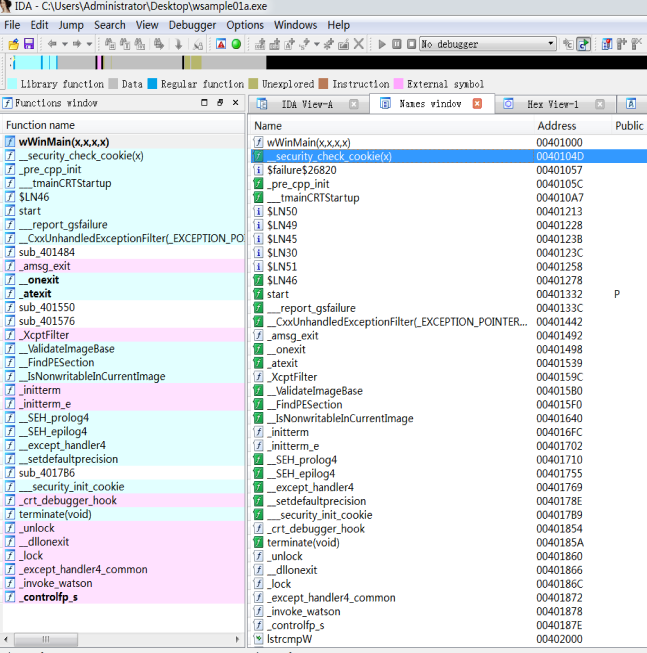 IDA - C:\Users\Administrator\Desktop\wsample01a.exe
File Edit Jump Search View Debugger Options Windows Help
No debugger
Library function Data Regular function Unexplored Instruction External symbol
Functions window
IDA View-A Names window Hex View-1
Function name
wWinMain(x,x,x,x)
__security_check_cookie(x)
_pre_cpp_init
___tmainCRTStartup
$LN46
start
___report_gsfailure
__CxxUnhandledExceptionFilter(_EXCEPTION_PO
sub_401484
_amsg_exit
__onexit
_atexit
sub_401550
sub_401576
_XcptFilter
__ValidateImageBase
__FindPESection
__IsNonwritableInCurrentImage
_initterm
_initterm_e
__SEH_prolog4
__SEH_epilog4
__except_handler4
__setdefaultprecision
sub_4017B6
___security_init_cookie
_crt_debugger_hook
terminate(void)
_unlock
__dllonexit
_lock
_except_handler4_common
_invoke_watson
_controlfp_s
Name Address Public
wWinMain(x,x,x,x) 00401000
__security_check_cookie(x) 0040104D
$failure$26820 00401057
_pre_cpp_init 0040105C
___tmainCRTStartup 004010A7
$LN50 00401213
$LN49 00401228
$LN45 0040123B
$LN30 0040123C
$LN51 00401258
$LN46 00401278
start 00401332 P
___report_gsfailure 0040133C
__CxxUnhandledExceptionFilter(_EXCEPTION_POINTER... 00401442
_amsg_exit 00401492
__onexit 00401498
_atexit 00401539
_XcptFilter 0040159C
__ValidateImageBase 004015B0
__FindPESection 004015F0
__IsNonwritableInCurrentImage 00401640
_initterm 004016FC
_initterm_e 00401702
__SEH_prolog4 00401710
__SEH_epilog4 00401755
__except_handler4 00401769
__setdefaultprecision 0040178E
___security_init_cookie 004017B9
_crt_debugger_hook 00401854
terminate(void) 0040185A
_unlock 00401860
__dllonexit 00401866
_lock 0040186C
_except_handler4_common 00401872
_invoke_watson 00401878
_controlfp_s 0040187E
lstrcmpW 00402000